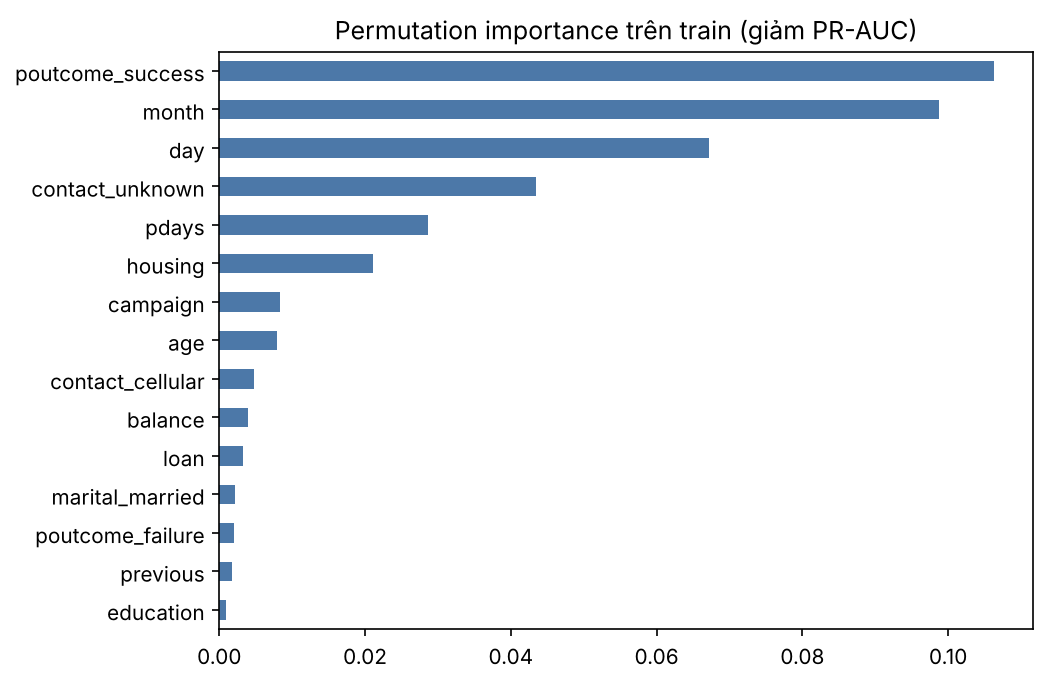 Permutation importance trên train (giảm PR-AUC)
poutcome_success
month
day
contact_unknown
pdays
housing
campaign
age
contact_cellular
balance
loan
marital_married
poutcome_failure
previous
education
0.00 0.02 0.04 0.06 0.08 0.10